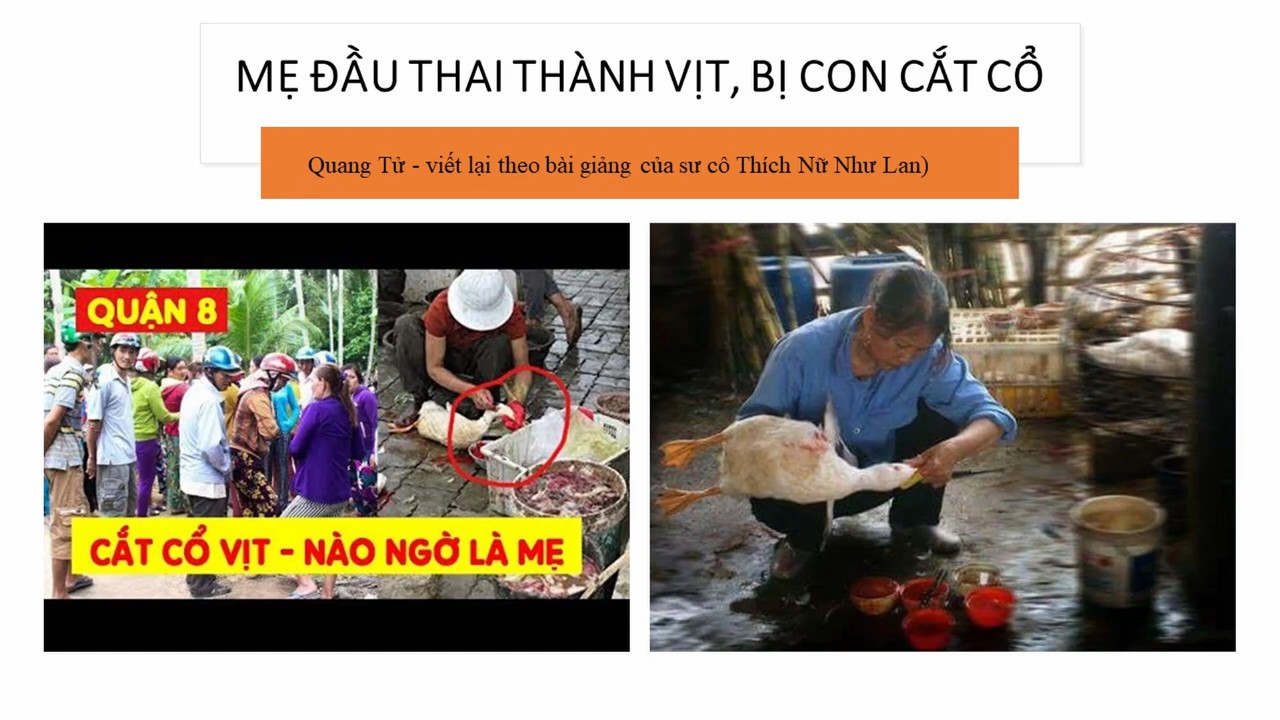 MẸ ĐẦU THAI THÀNH VỊT, BỊ CON CẮT CỔ
Quang Tử - viết lại theo bài giảng của sư cô Thích Nữ Như Lan)
QUẬN 8
CẮT CỔ VỊT - NÀO NGỜ LÀ MẸ